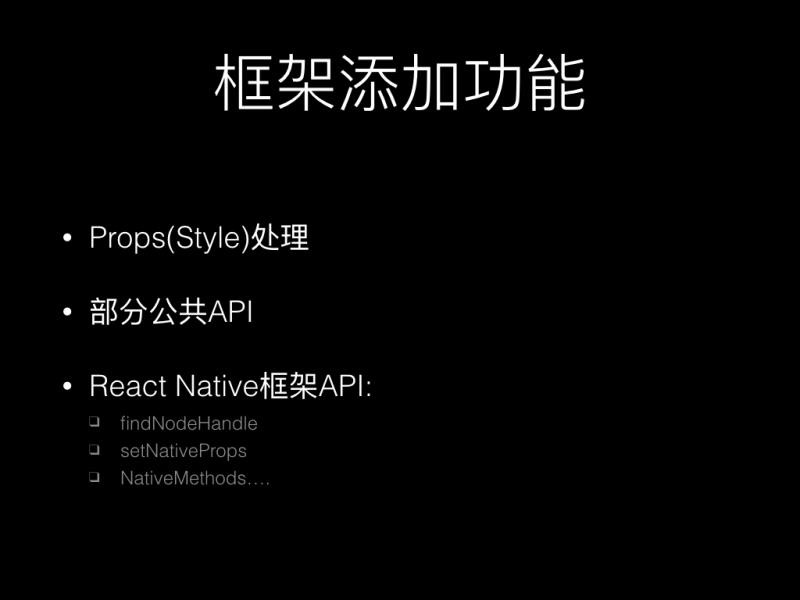 框架添加功能
• Props(Style)处理
• 部分公共API
• React Native框架API:
❑ findNodeHandle
❑ setNativeProps
❑ NativeMethods....